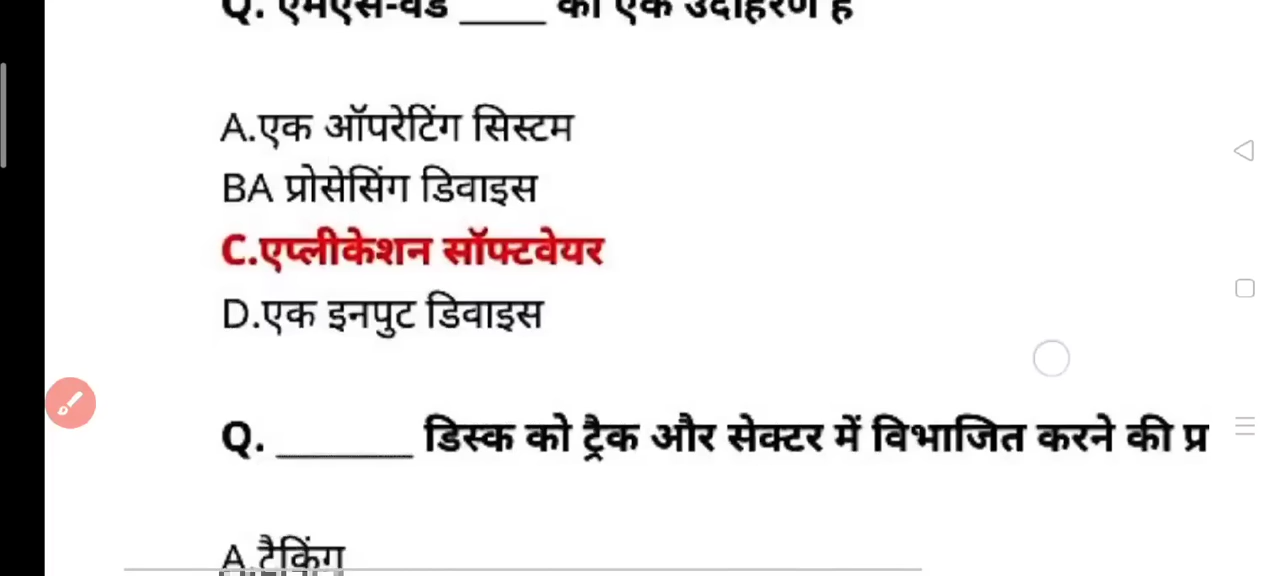 Q. एमएस-वर्ड _____ का एक उदाहरण है
A.एक ऑपरेटिंग सिस्टम
BA प्रोसेसिंग डिवाइस
C.एप्लीकेशन सॉफ्टवेयर
D.एक इनपुट डिवाइस
Q. ________ डिस्क को ट्रैक और सेक्टर में विभाजित करने की प्र
A.ट्रैकिंग